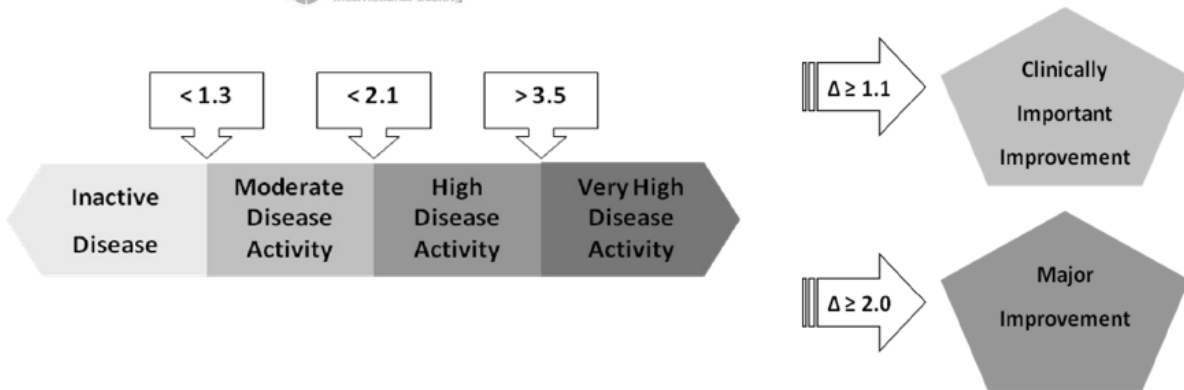 < 1.3
< 2.1
> 3.5
Inactive
Disease
Moderate
Disease
Activity
High
Disease
Activity
Very High
Disease
Activity
Δ ≥ 1.1
Clinically
Important
Improvement
Δ ≥ 2.0
Major
Improvement